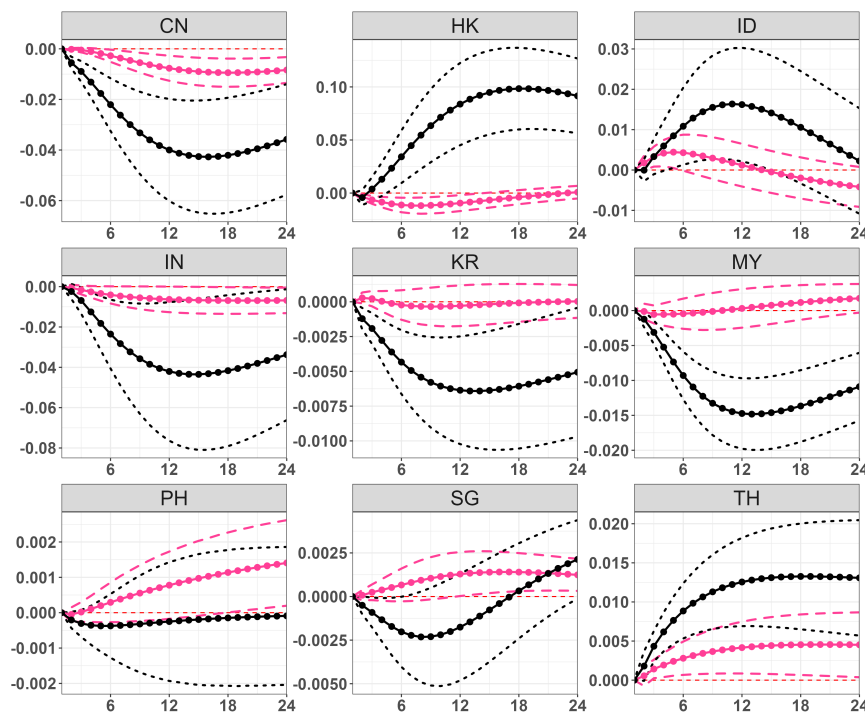 CN
HK
ID
0.00
-0.02
-0.04
-0.06
0.10
0.05
0.00
0.03
0.02
0.01
0.00
-0.01
6 12 18 24
6 12 18 24
6 12 18 24
IN
KR
MY
0.00
-0.02
-0.04
-0.06
-0.08
0.0000
-0.0025
-0.0050
-0.0075
-0.0100
0.000
-0.005
-0.010
-0.015
-0.020
6 12 18 24
6 12 18 24
6 12 18 24
PH
SG
TH
0.002
0.001
0.000
-0.001
-0.002
0.0025
0.0000
-0.0025
-0.0050
0.020
0.015
0.010
0.005
0.000
6 12 18 24
6 12 18 24
6 12 18 24